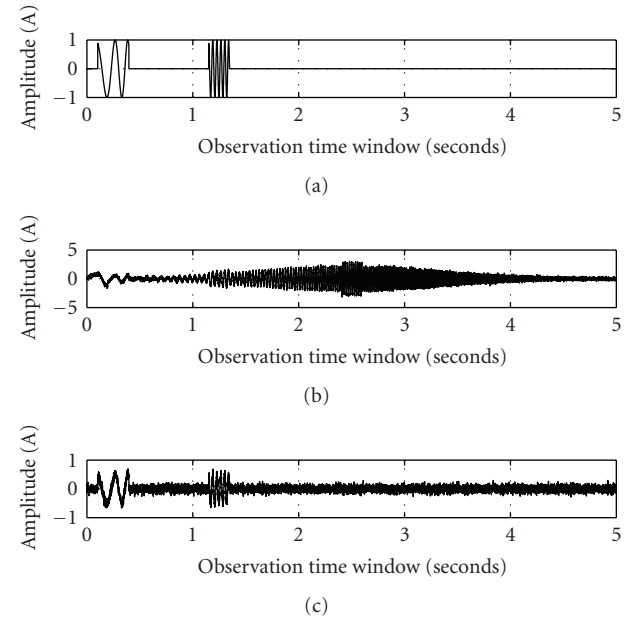 Amplitude (A)
1
0
−1
0 1 2 3 4 5
Observation time window (seconds)
(a)
Amplitude (A)
5
0
−5
0 1 2 3 4 5
Observation time window (seconds)
(b)
Amplitude (A)
1
0
−1
0 1 2 3 4 5
Observation time window (seconds)
(c)